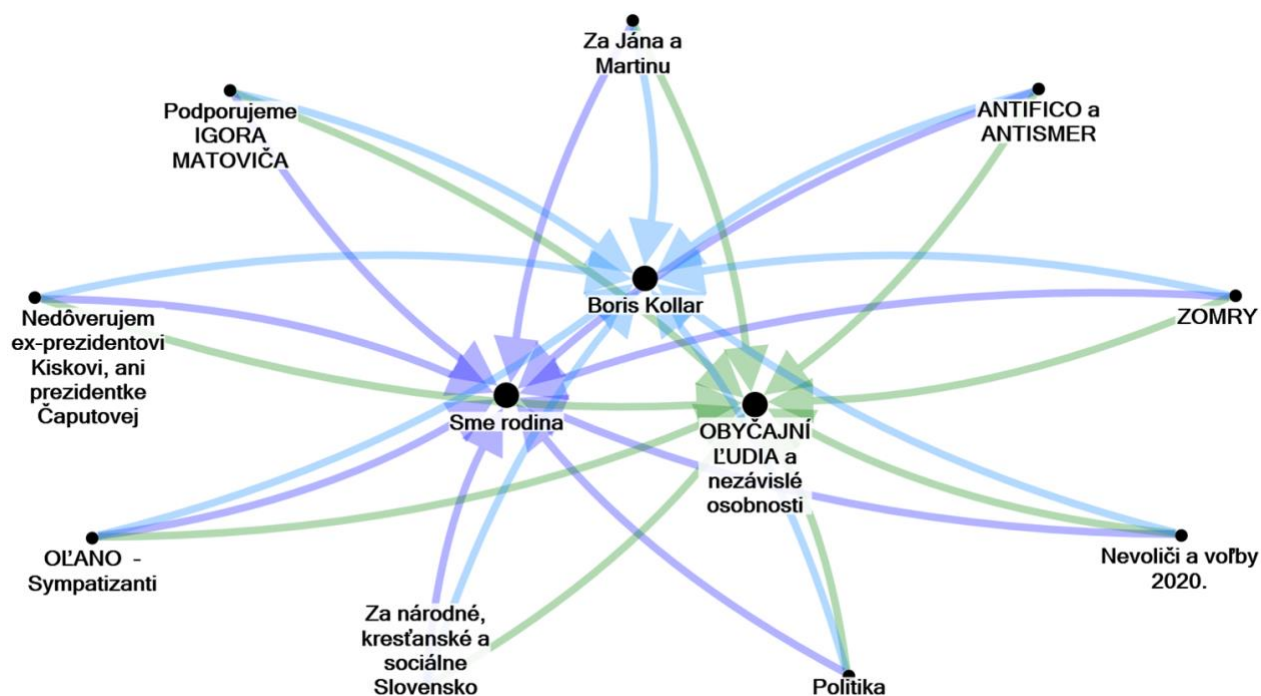 Za Jána a
Martinu
Podporujeme
IGORA
MATOVIČA
ANTIFICO a
ANTISMER
Boris Kollar
Nedôverujem
ex-prezidentovi
Kiskovi, ani
prezidentke
Čaputovej
ZOMRY
Sme rodina
OBYČAJNÍ
ĽUDIA a
nezávislé
osobnosti
OĽANO -
Sympatizanti
Nevoliči a voľby
2020.
Za národné,
kresťanské a
sociálne
Slovensko
Politika